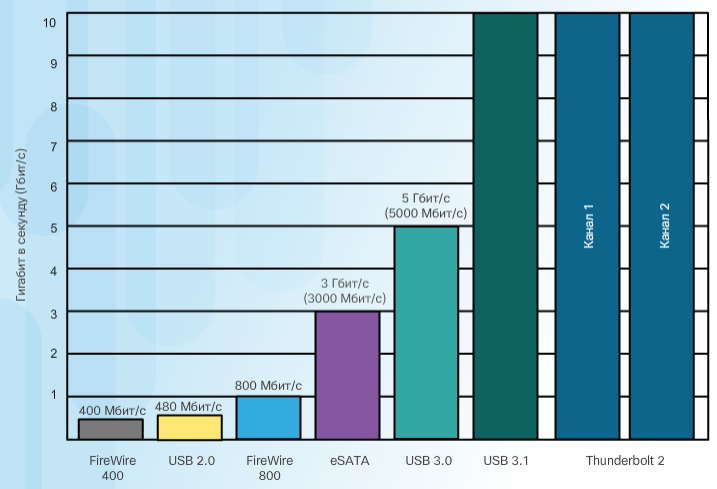 Гигабит в секунду (Гбит/с)
10
9
8
7
6
5
4
3
2
1
400 Мбит/с
480 Мбит/с
800 Мбит/с
3 Гбит/с
(3000 Мбит/с)
5 Гбит/с
(5000 Мбит/с)
Канал 1
Канал 2
FireWire
400
USB 2.0
FireWire
800
eSATA
USB 3.0
USB 3.1
Thunderbolt 2